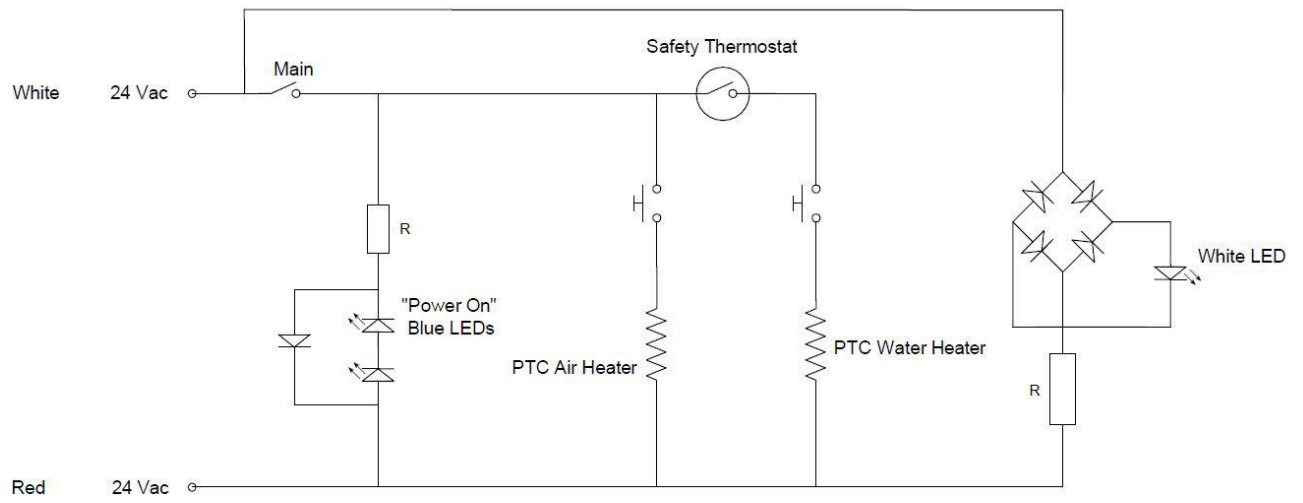 Safety Thermostat
Main
White 24 Vac
R
White LED
"Power On"
Blue LEDs
PTC Air Heater
PTC Water Heater
R
Red 24 Vac